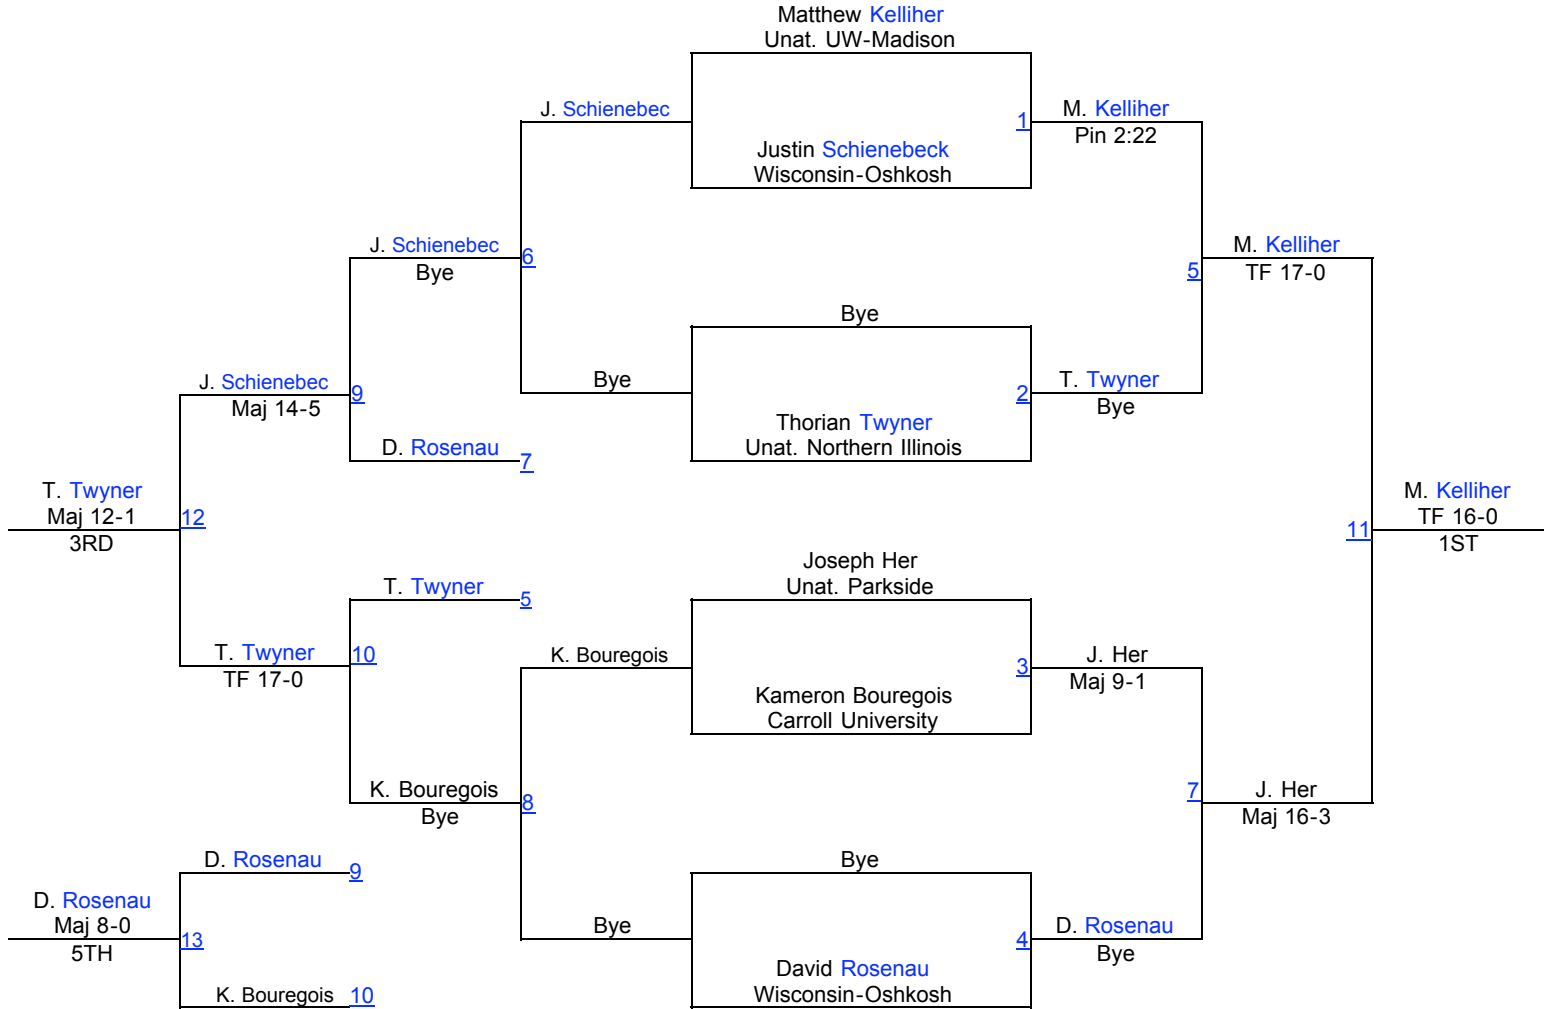 Matthew Kelliher
Unat. UW-Madison
J. Schienebec
1
M. Kelliher
Pin 2:22
Justin Schienebeck
Wisconsin-Oshkosh
J. Schienebec
Bye
6
M. Kelliher
TF 17-0
5
Bye
J. Schienebec
Maj 14-5
9
Bye
2
T. Twyner
Bye
Thorian Twyner
Unat. Northern Illinois
D. Rosenau
7
T. Twyner
Maj 12-1
3RD
12
M. Kelliher
TF 16-0
1ST
11
Joseph Her
Unat. Parkside
T. Twyner
5
T. Twyner
TF 17-0
10
K. Bouregois
3
J. Her
Maj 9-1
Kameron Bouregois
Carroll University
K. Bouregois
Bye
8
7
J. Her
Maj 16-3
Bye
D. Rosenau
9
D. Rosenau
Maj 8-0
5TH
13
Bye
4
D. Rosenau
Bye
David Rosenau
Wisconsin-Oshkosh
K. Bouregois
10